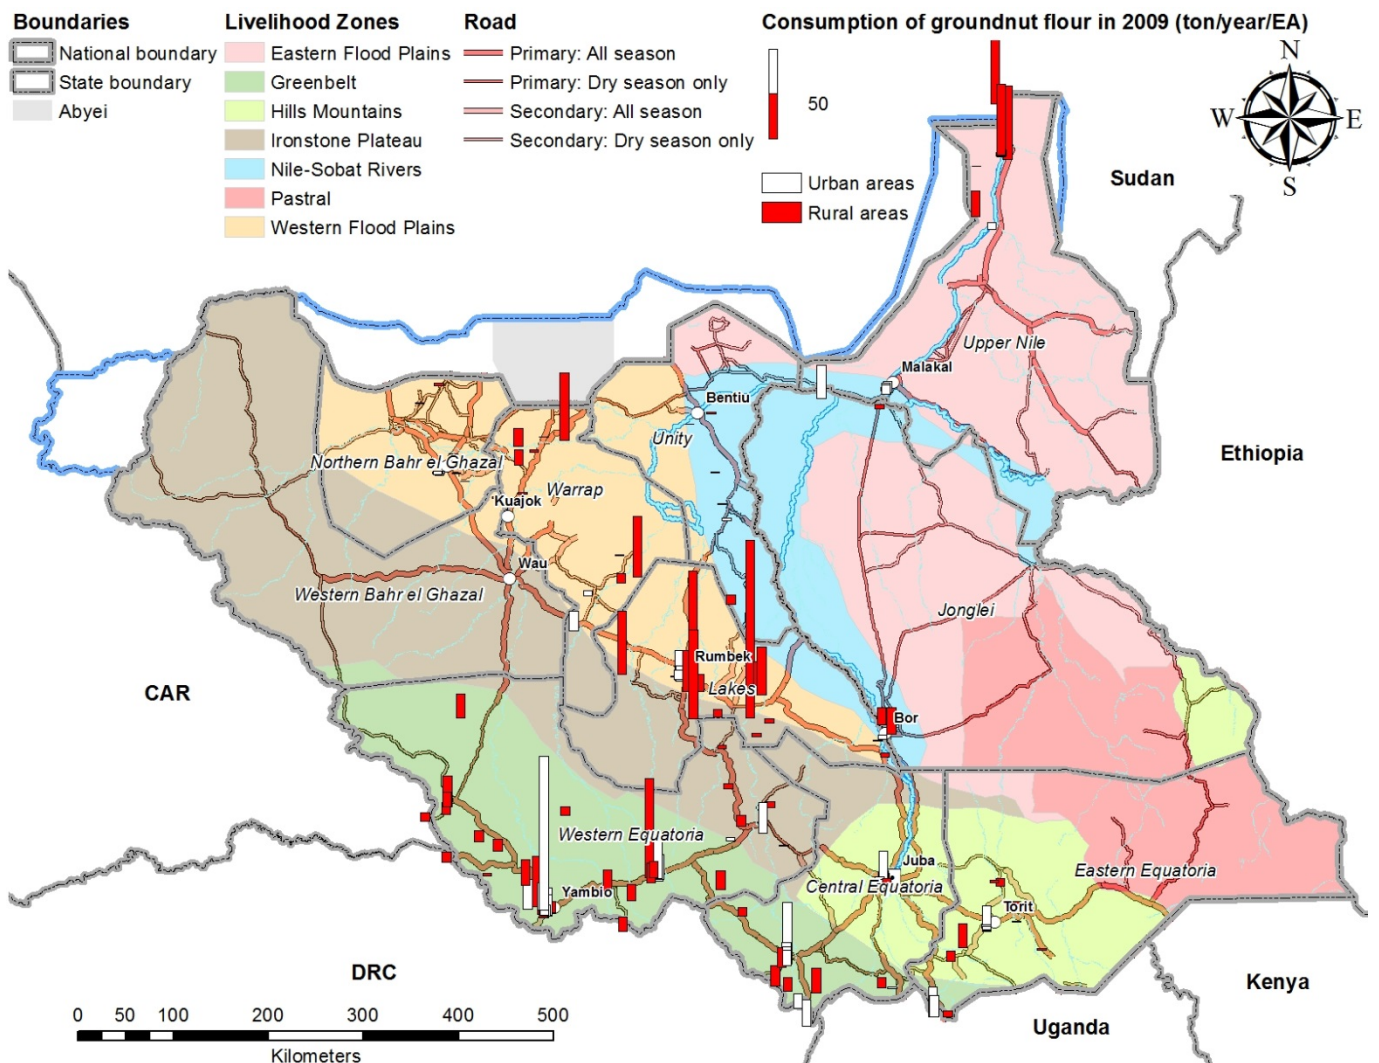 Boundaries
National boundary
State boundary
Abyei
Livelihood Zones
Eastern Flood Plains
Greenbelt
Hills Mountains
Ironstone Plateau
Nile-Sobat Rivers
Pastral
Western Flood Plains
Road
Primary: All season
Primary: Dry season only
Secondary: All season
Secondary: Dry season only
Consumption of groundnut flour in 2009 (ton/year/EA)
50
Urban areas
Rural areas
N
W E
S
Sudan
Upper Nile
Malakal
Bentiu
Unity
Ethiopia
Northern Bahr el Ghazal
Warrap
Kuajok
Wau
Western Bahr el Ghazal
Jonglei
Rumbek
Lakes
CAR
Bor
Western Equatoria
Juba
Central Equatoria
Eastern Equatoria
Yambio
Torit
DRC
Kenya
Uganda
0 50 100 200 300 400 500
Kilometers